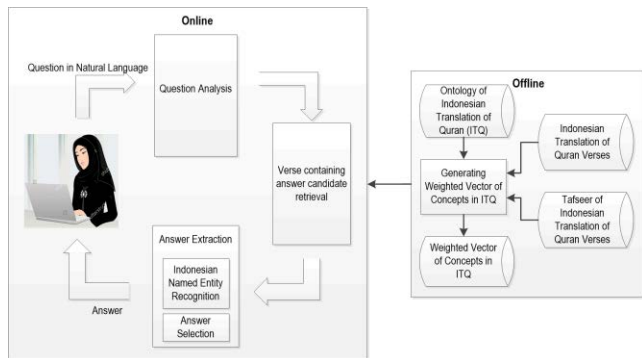 Online
Question in Natural Language
Question Analysis
Verse containing
answer candidate
retrieval
Answer Extraction
Indonesian
Named Entity
Recognition
Answer
Selection
Answer
Offline
Ontology of
Indonesian
Translation of
Quran (ITQ)
Indonesian
Translation of
Quran Verses
Generating
Weighted Vector of
Concepts in ITQ
Tafseer of
Indonesian
Translation of
Quran Verses
Weighted Vector
of Concepts in
ITQ